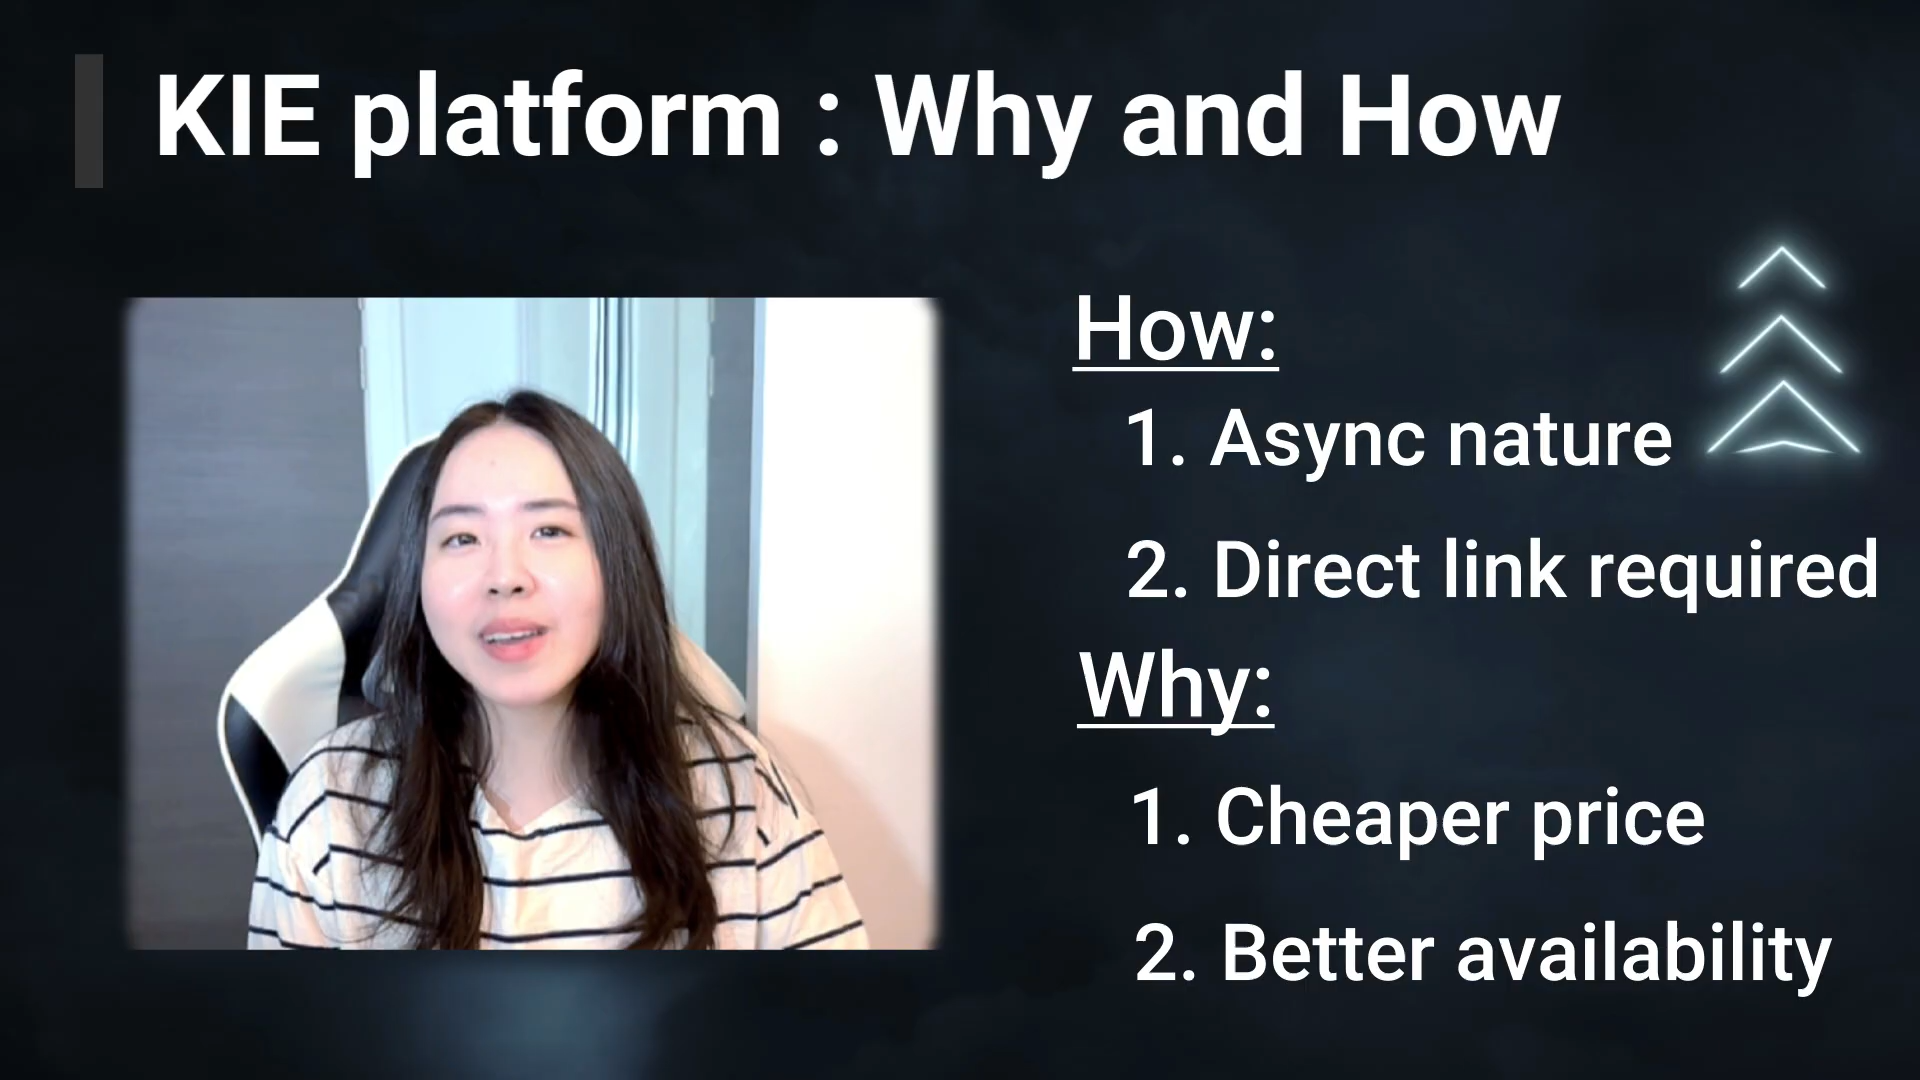 KIE platform : Why and How
How:
1. Async nature
2. Direct link required
Why:
1. Cheaper price
2. Better availability